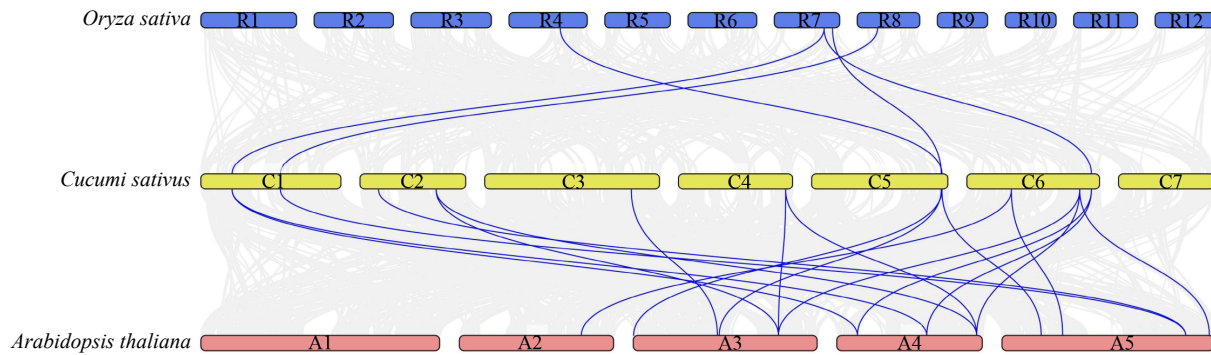 Oryza sativa R1 R2 R3 R4 R5 R6 R7 R8 R9 R10 R11 R12
Cucumi sativus C1 C2 C3 C4 C5 C6 C7
Arabidopsis thaliana A1 A2 A3 A4 A5